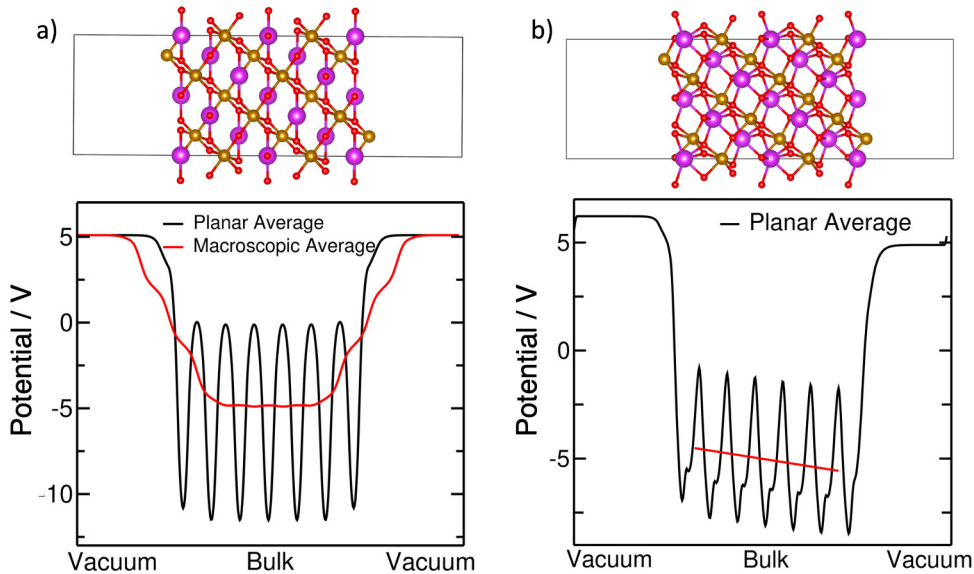 a)
b)
Planar Average
Macroscopic Average
5
0
-5
-10
Potential / V
Vacuum Bulk Vacuum
Planar Average
5
0
-5
Potential / V
Vacuum Bulk Vacuum